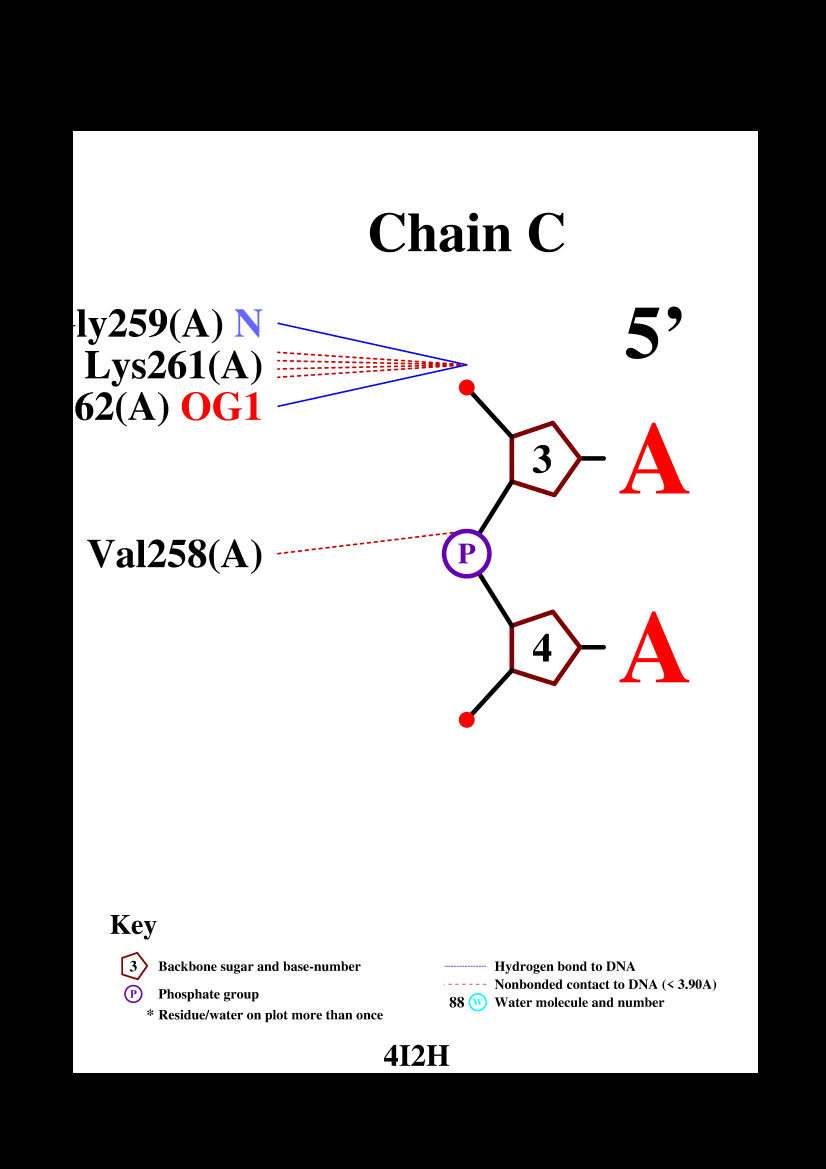 Chain C
ly259(A) N
5’
Lys261(A)
62(A) OG1
3
A
Val258(A)
P
4
A
Key
3 Backbone sugar and base-number
Hydrogen bond to DNA
Nonbonded contact to DNA (< 3.90A)
P Phosphate group
88 W Water molecule and number
* Residue/water on plot more than once
4I2H